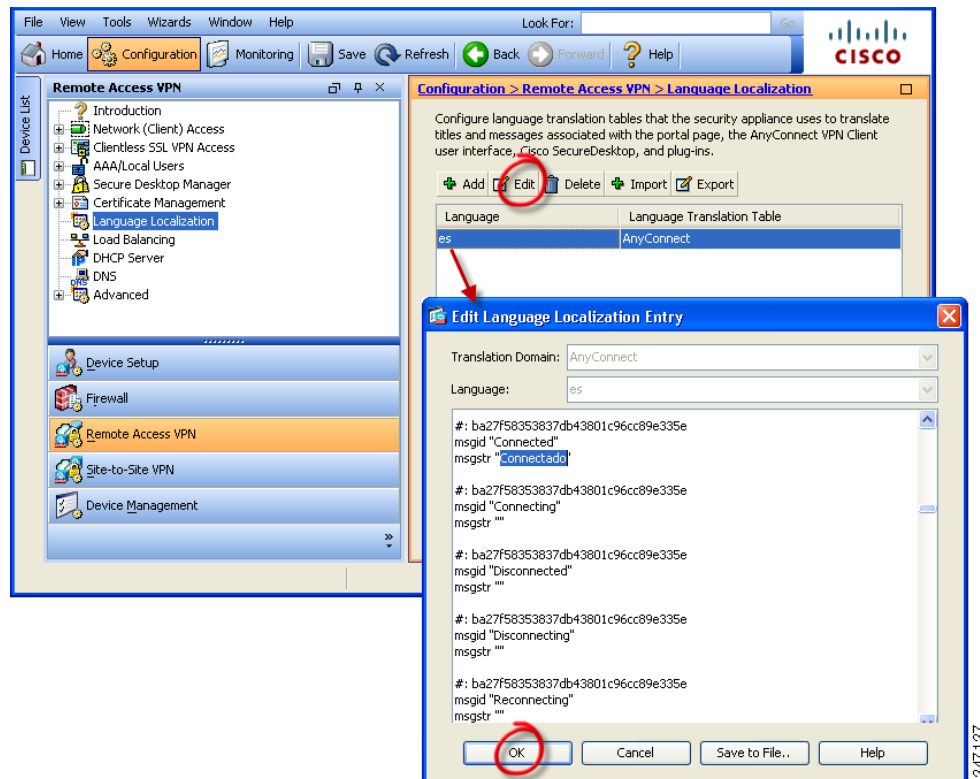 File View Tools Wizards Window Help Look For: Go
Home Configuration Monitoring Save Refresh Back Forward Help
CISCO
Device List
Remote Access VPN
Introduction
Network (Client) Access
Clientless SSL VPN Access
AAA/Local Users
Secure Desktop Manager
Certificate Management
Language Localization
Load Balancing
DHCP Server
DNS DNS
Advanced
Device Setup
Firewall
Remote Access VPN
Site-to-Site VPN
Device Management
Configuration > Remote Access VPN > Language Localization
Configure language translation tables that the security appliance uses to translate
titles and messages associated with the portal page, the AnyConnect VPN Client
user interface, Cisco SecureDesktop, and plug-ins.
Add Edit Delete Import Export
Language Language Translation Table
es AnyConnect
Edit Language Localization Entry
Translation Domain: AnyConnect
Language: es
#: ba27f58353837db43801c96cc89e335e
msgid "Connected"
msgstr "Connectado"
#: ba27f58353837db43801c96cc89e335e
msgid "Connecting"
msgstr ""
#: ba27f58353837db43801c96cc89e335e
msgid "Disconnected"
msgstr ""
#: ba27f58353837db43801c96cc89e335e
msgid "Disconnecting"
msgstr ""
#: ba27f58353837db43801c96cc89e335e
msgid "Reconnecting"
msgstr ""
OK Cancel Save to File.. Help
247127